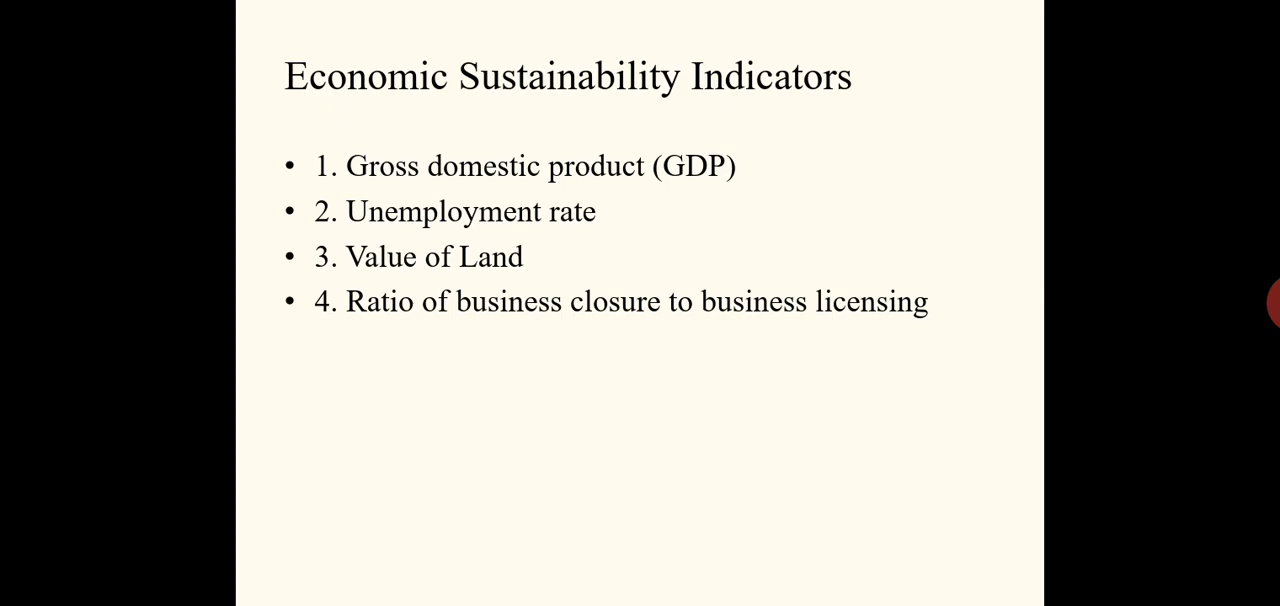 Economic Sustainability Indicators
• 1. Gross domestic product (GDP)
• 2. Unemployment rate
• 3. Value of Land
• 4. Ratio of business closure to business licensing